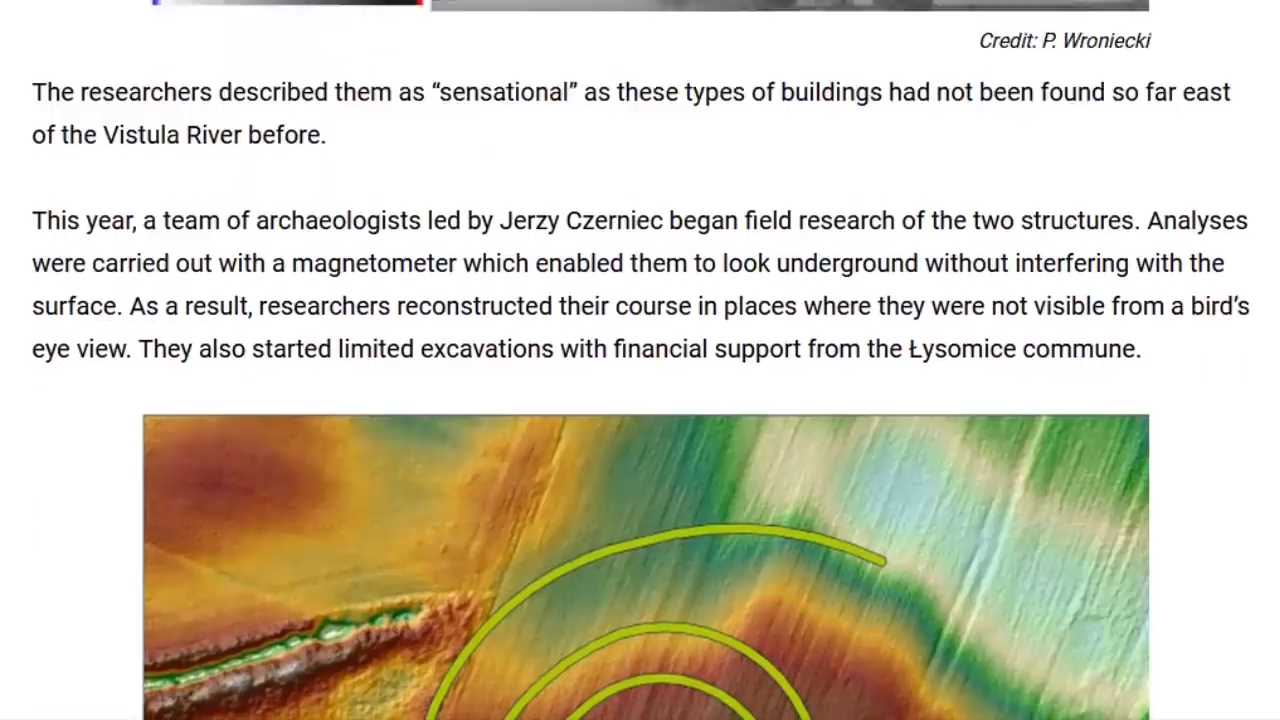 Credit: P. Wroniecki
The researchers described them as “sensational” as these types of buildings had not been found so far east
of the Vistula River before.
This year, a team of archaeologists led by Jerzy Czerniec began field research of the two structures. Analyses
were carried out with a magnetometer which enabled them to look underground without interfering with the
surface. As a result, researchers reconstructed their course in places where they were not visible from a bird’s
eye view. They also started limited excavations with financial support from the Łysomice commune.